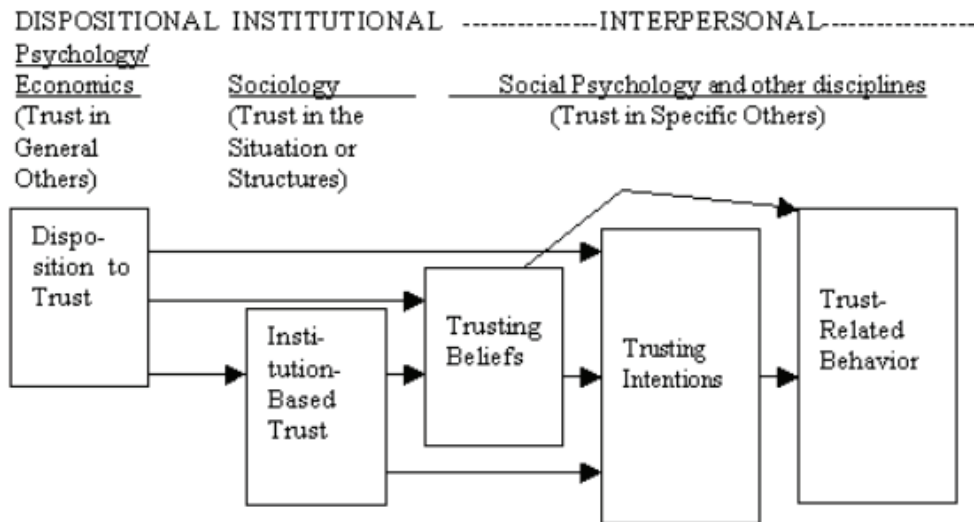 DISPOSITIONAL INSTITUTIONAL -------------INTERPERSONAL---------------
Psychology/
Economics
(Trust in
General
Others)
Sociology
(Trust in the
Situation or
Structures)
Social Psychology and other disciplines
(Trust in Specific Others)
Dispo-
sition to
Trust
Insti-
tution-
Based
Trust
Trusting
Beliefs
Trusting
Intentions
Trust-
Related
Behavior